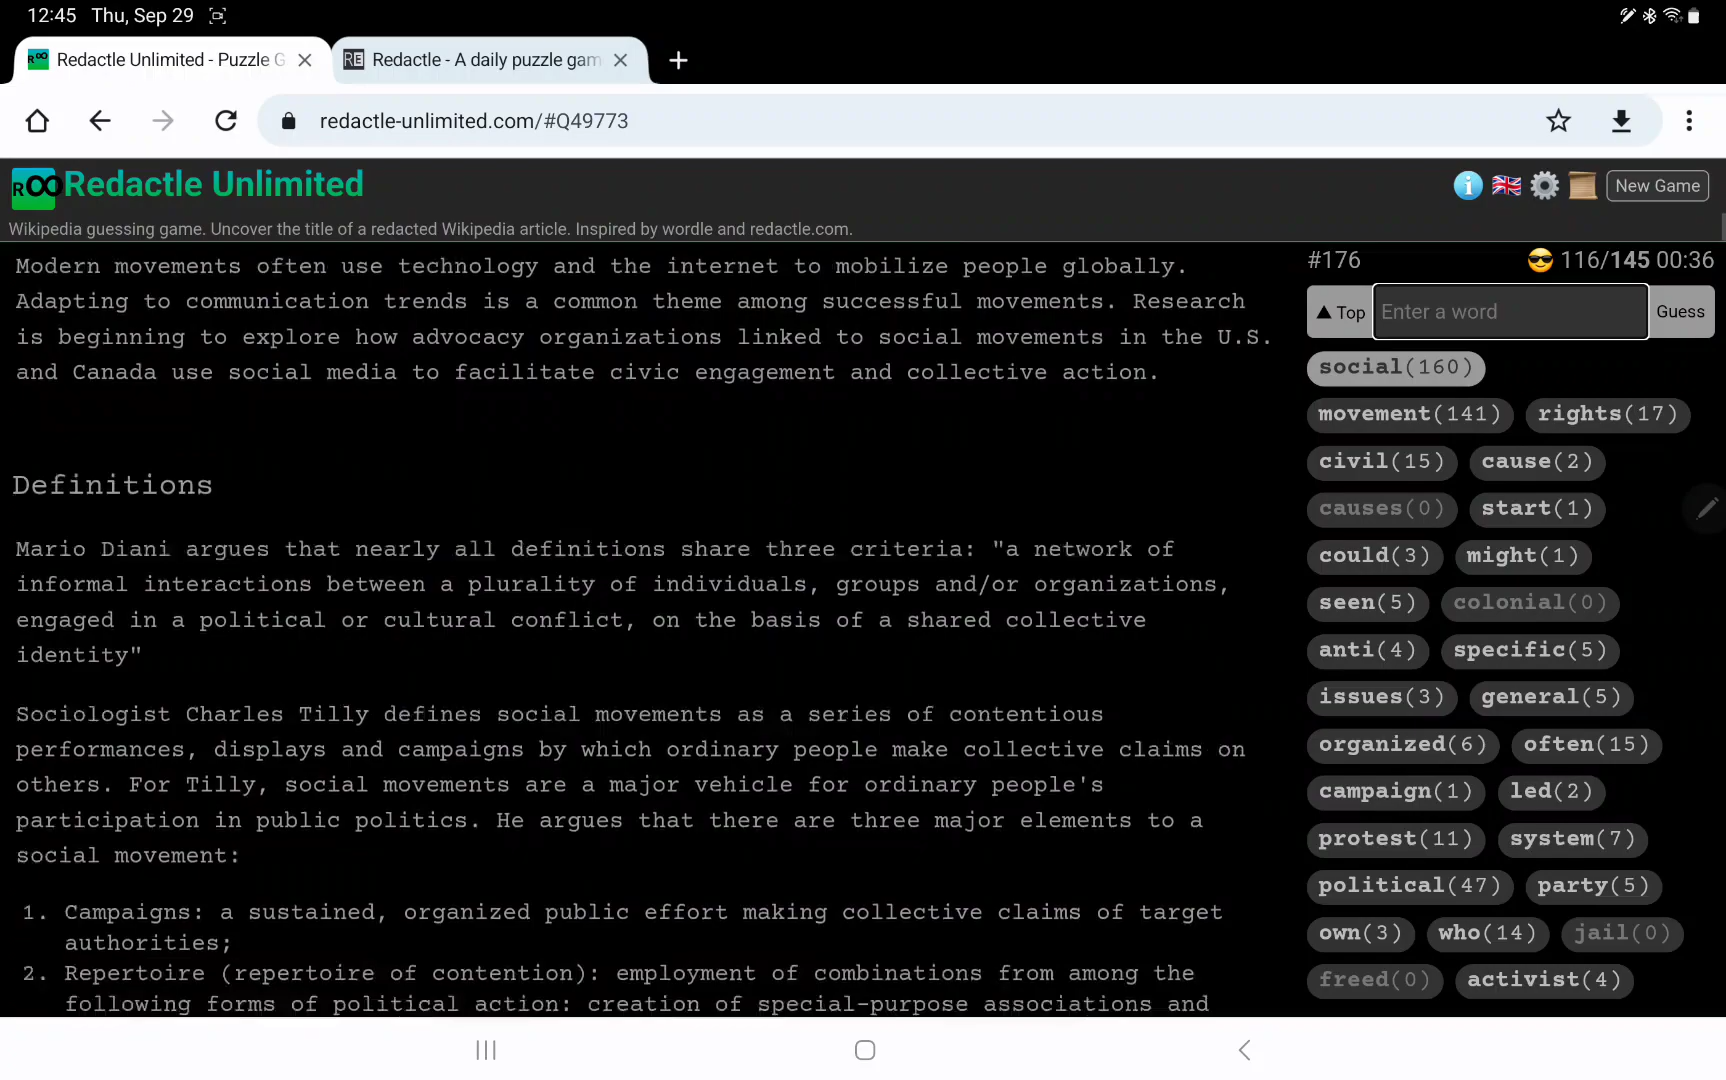 12:45 Thu, Sep 29
Redactle Unlimited - Puzzle G
Redactle - A daily puzzle gam
redactle-unlimited.com/#Q49773
Redactle Unlimited
New Game
Wikipedia guessing game. Uncover the title of a redacted Wikipedia article. Inspired by wordle and redactle.com.
Modern movements often use technology and the internet to mobilize people globally.
Adapting to communication trends is a common theme among successful movements. Research
is beginning to explore how advocacy organizations linked to social movements in the U.S.
and Canada use social media to facilitate civic engagement and collective action.
Definitions
Mario Diani argues that nearly all definitions share three criteria: "a network of
informal interactions between a plurality of individuals, groups and/or organizations,
engaged in a political or cultural conflict, on the basis of a shared collective
identity"
Sociologist Charles Tilly defines social movements as a series of contentious
performances, displays and campaigns by which ordinary people make collective claims on
others. For Tilly, social movements are a major vehicle for ordinary people's
participation in public politics. He argues that there are three major elements to a
social movement:
1. Campaigns: a sustained, organized public effort making collective claims of target
authorities;
2. Repertoire (repertoire of contention): employment of combinations from among the
following forms of political action: creation of special-purpose associations and
#176 116/145 00:36
▲ Top Enter a word Guess
social(160)
movement(141) rights(17)
civil(15) cause(2)
causes(0) start(1)
could(3) might(1)
seen(5) colonial(0)
anti(4) specific(5)
issues(3) general(5)
organized(6) often(15)
campaign(1) led(2)
protest(11) system(7)
political(47) party(5)
own(3) who(14) jail(0)
freed(0) activist(4)